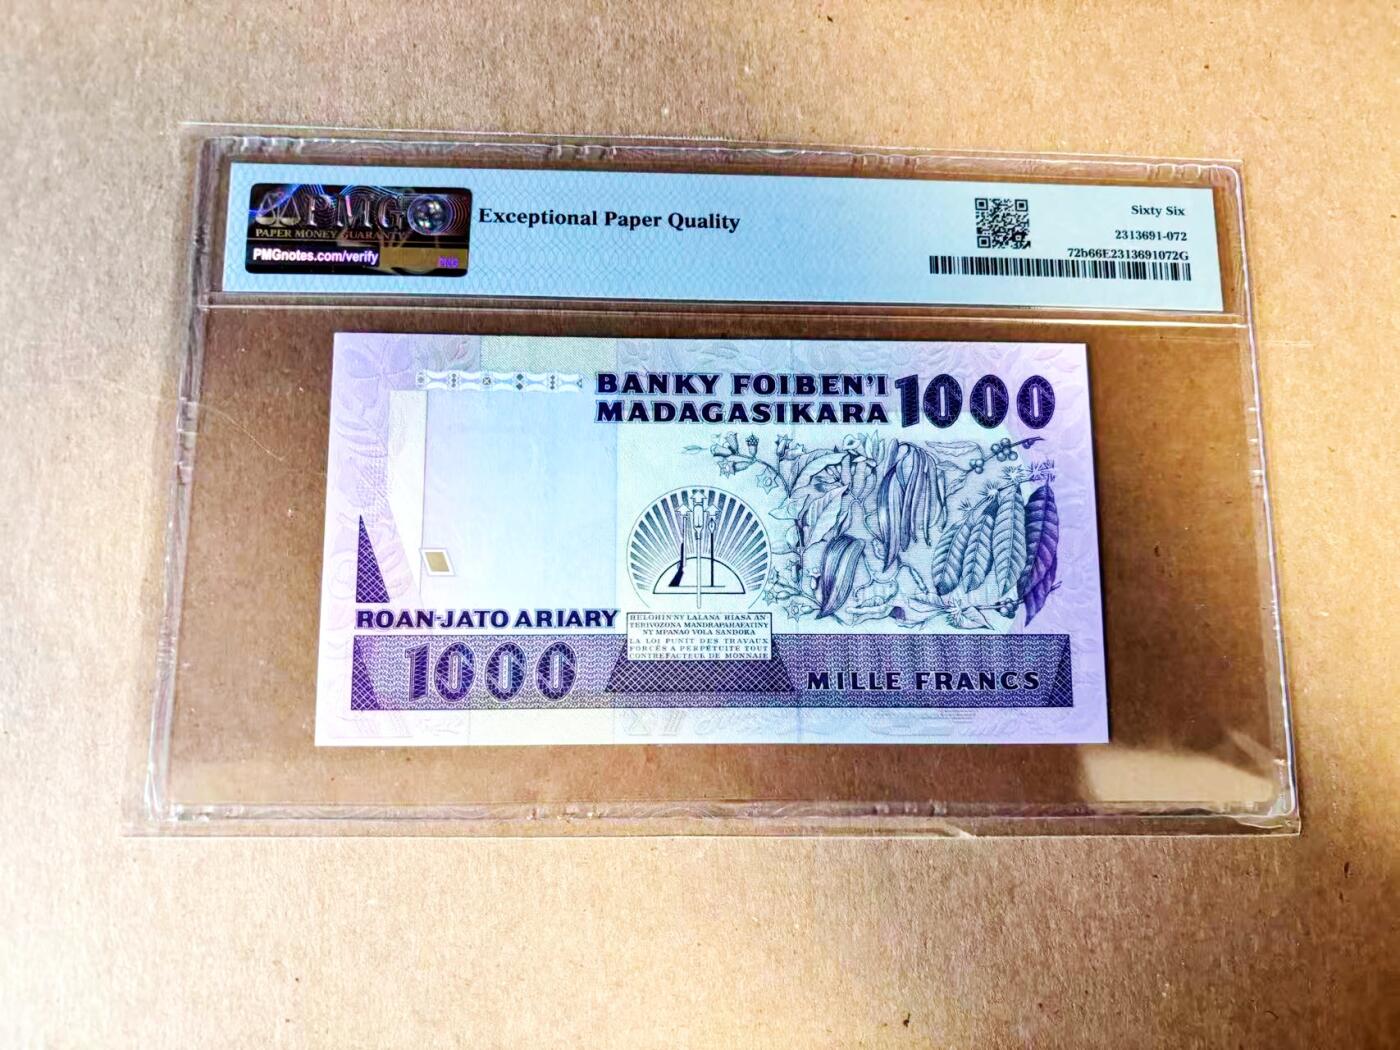 PMG
PAPER MONEY GUARANTY
PMGnotes.com/verify
Exceptional Paper Quality
Sixty Six
2313691-072
72b66E2313691072G
BANKY FOIBEN'I
MADAGASIKARA
1000
ROAN-JATO ARIARY
HELOHIN'NY LALANA HIASA AN-
TERIVOZONA MANDRAPAHAFATINY
NY MPANAO VOLA SANDOKA
LA LOI PUNIT DES TRAVAUX
FORCÉS A PERPÉTUITE TOUT
CONTREFACTEUR DE MONNAIE
1000
MILLE FRANCS